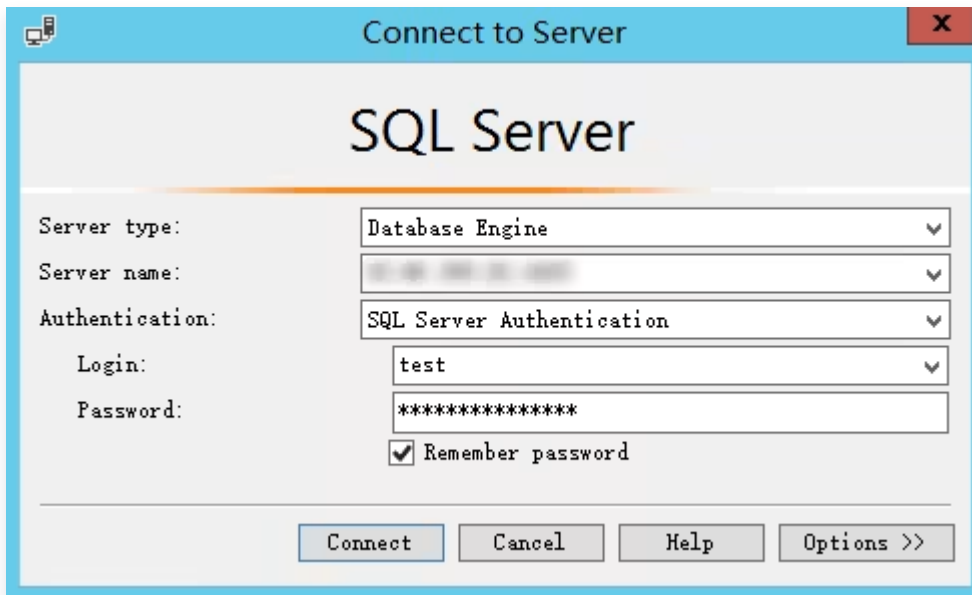 Connect to Server
SQL Server
Server type: Database Engine
Server name:
Authentication: SQL Server Authentication
Login: test
Password: ***************
Remember password
Connect Cancel Help Options >>